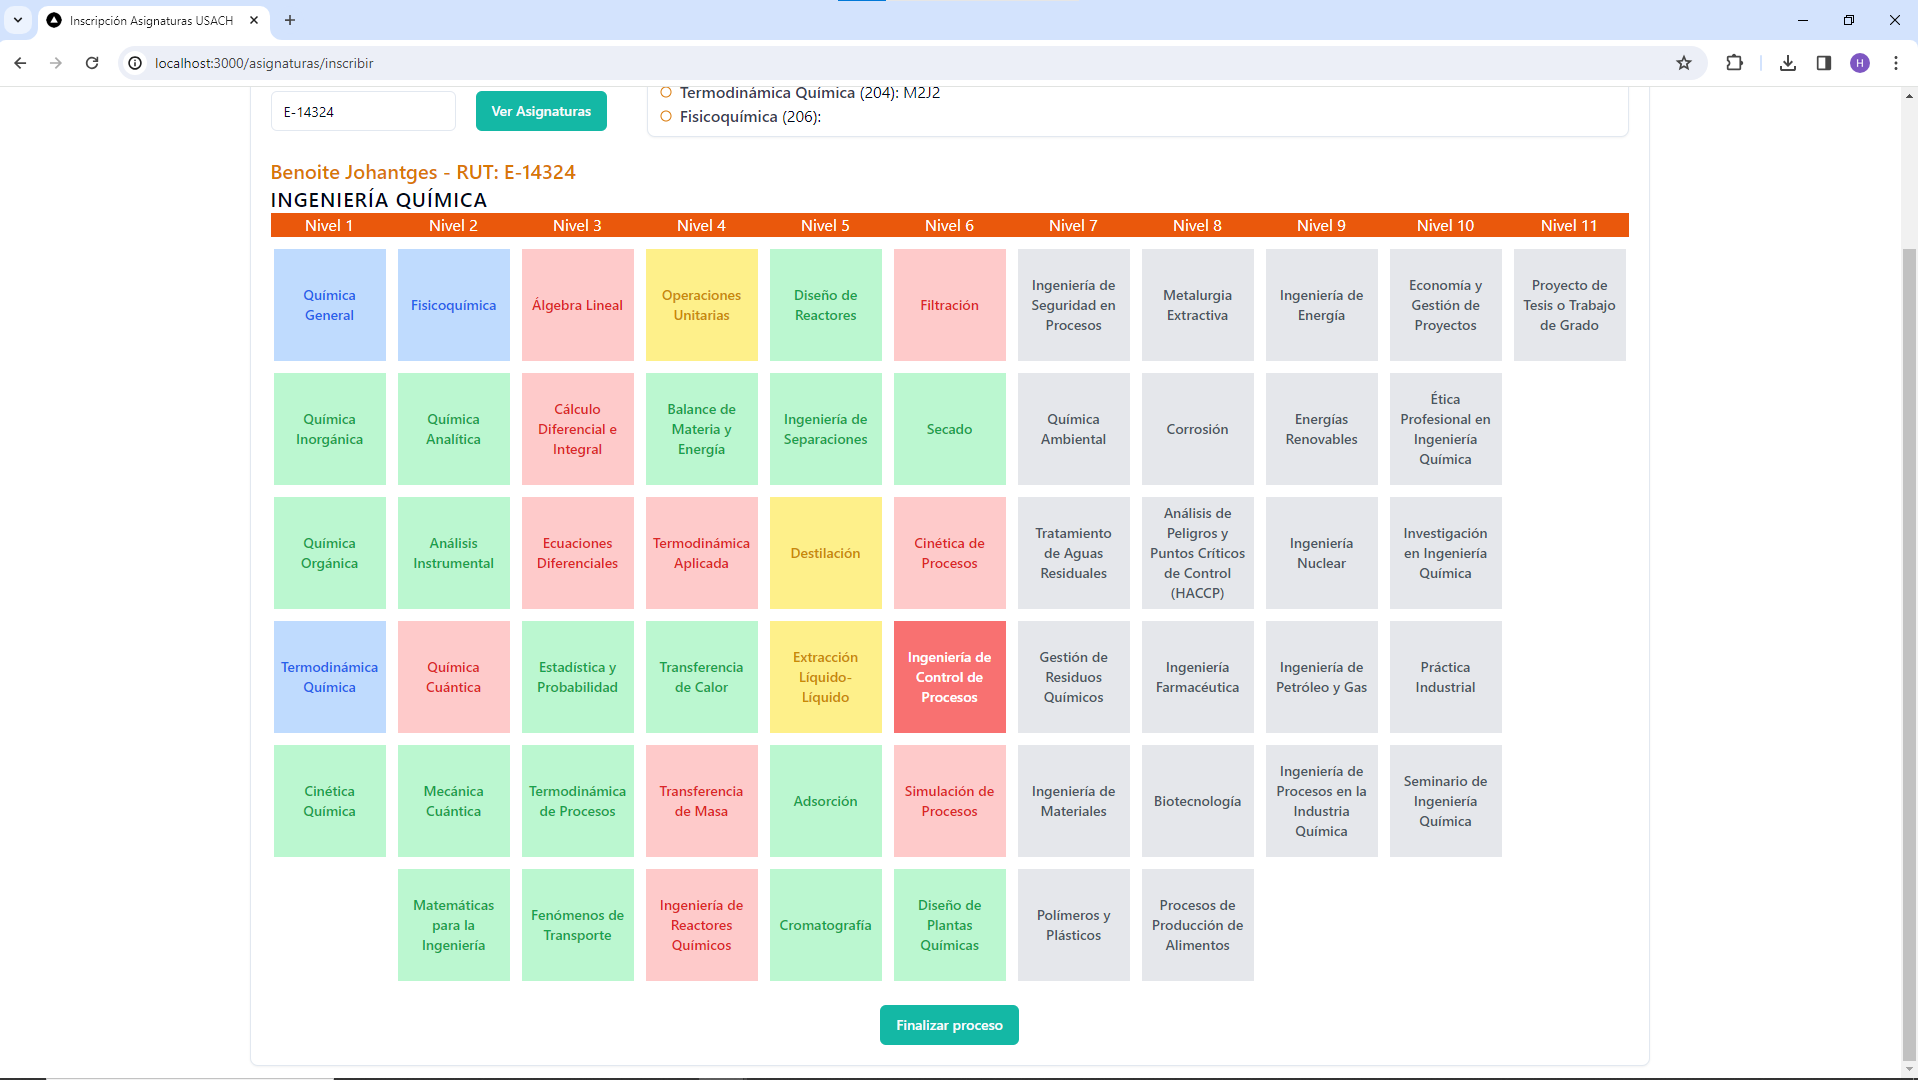 Inscripción Asignaturas USACH
localhost:3000/asignaturas/inscribir
H
E-14324
Ver Asignaturas
Termodinámica Química (204): M2J2
Fisicoquímica (206):
Benoite Johantges - RUT: E-14324
INGENIERÍA QUÍMICA
Nivel 1 Nivel 2 Nivel 3 Nivel 4 Nivel 5 Nivel 6 Nivel 7 Nivel 8 Nivel 9 Nivel 10 Nivel 11
Química
General
Fisicoquímica
Álgebra Lineal
Operaciones
Unitarias
Diseño de
Reactores
Filtración
Ingeniería de
Seguridad en
Procesos
Metalurgia
Extractiva
Ingeniería de
Energía
Economía y
Gestión de
Proyectos
Proyecto de
Tesis o Trabajo
de Grado
Química
Inorgánica
Química
Analítica
Cálculo
Diferencial e
Integral
Balance de
Materia y
Energía
Ingeniería de
Separaciones
Secado
Química
Ambiental
Corrosión
Energías
Renovables
Ética
Profesional en
Ingeniería
Química
Química
Orgánica
Análisis
Instrumental
Ecuaciones
Diferenciales
Termodinámica
Aplicada
Destilación
Cinética de
Procesos
Tratamiento
de Aguas
Residuales
Análisis de
Peligros y
Puntos Críticos
de Control
(HACCP)
Ingeniería
Nuclear
Investigación
en Ingeniería
Química
Termodinámica
Química
Química
Cuántica
Estadística y
Probabilidad
Transferencia
de Calor
Extracción
Líquido-
Líquido
Ingeniería de
Control de
Procesos
Gestión de
Residuos
Químicos
Ingeniería
Farmacéutica
Ingeniería de
Petróleo y Gas
Práctica
Industrial
Cinética
Química
Mecánica
Cuántica
Termodinámica
de Procesos
Transferencia
de Masa
Adsorción
Simulación de
Procesos
Ingeniería de
Materiales
Biotecnología
Ingeniería de
Procesos en la
Industria
Química
Seminario de
Ingeniería
Química
Matemáticas
para la
Ingeniería
Fenómenos de
Transporte
Ingeniería de
Reactores
Químicos
Cromatografía
Diseño de
Plantas
Químicas
Polímeros y
Plásticos
Procesos de
Producción de
Alimentos
Finalizar proceso